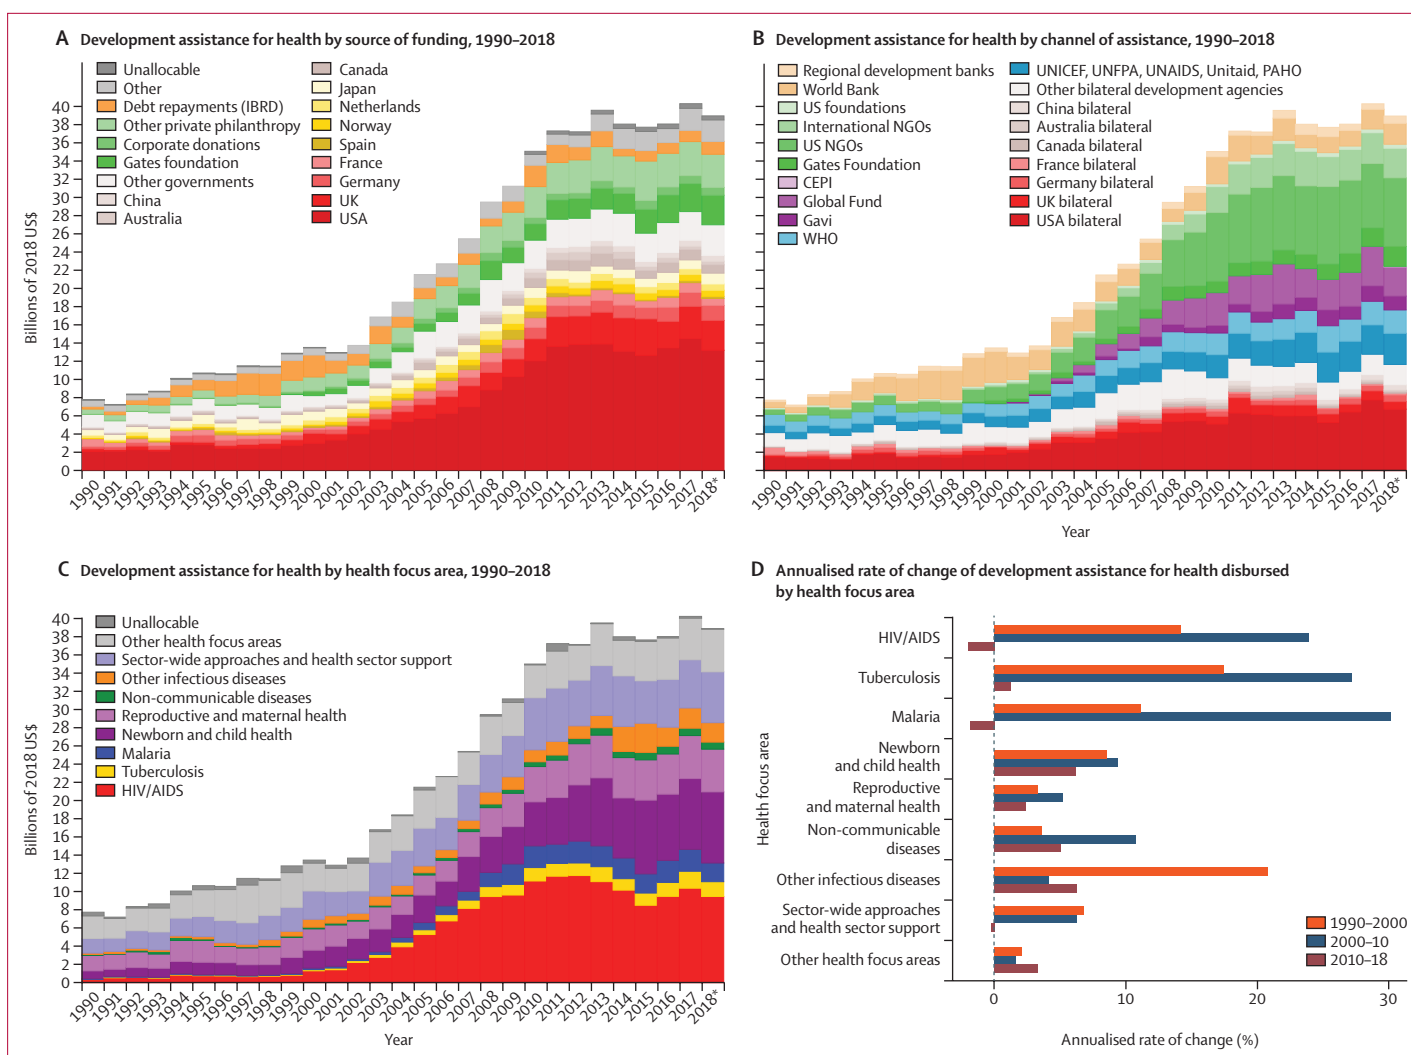 A Development assistance for health by source of funding, 1990–2018
Unallocable
Other
Debt repayments (IBRD)
Other private philanthropy
Corporate donations
Gates foundation
Other governments
China
Australia
Canada
Japan
Netherlands
Norway
Spain
France
Germany
UK
USA
Billions of 2018 US$
40
38
36
34
32
30
28
26
24
22
20
18
16
14
12
10
8
6
4
2
0
1990
1991
1992
1993
1994
1995
1996
1997
1998
1999
2000
2001
2002
2003
2004
2005
2006
2007
2008
2009
2010
2011
2012
2013
2014
2015
2016
2017
2018*
B Development assistance for health by channel of assistance, 1990–2018
Regional development banks
World Bank
US foundations
International NGOs
US NGOs
Gates Foundation
CEPI
Global Fund
Gavi
WHO
UNICEF, UNFPA, UNAIDS, Unitaid, PAHO
Other bilateral development agencies
China bilateral
Australia bilateral
Canada bilateral
France bilateral
Germany bilateral
UK bilateral
USA bilateral
1990
1991
1992
1993
1994
1995
1996
1997
1998
1999
2000
2001
2002
2003
2004
2005
2006
2007
2008
2009
2010
2011
2012
2013
2014
2015
2016
2017
2018*
Year
C Development assistance for health by health focus area, 1990–2018
Unallocable
Other health focus areas
Sector-wide approaches and health sector support
Other infectious diseases
Non-communicable diseases
Reproductive and maternal health
Newborn and child health
Malaria
Tuberculosis
HIV/AIDS
Billions of 2018 US$
40
38
36
34
32
30
28
26
24
22
20
18
16
14
12
10
8
6
4
2
0
1990
1991
1992
1993
1994
1995
1996
1997
1998
1999
2000
2001
2002
2003
2004
2005
2006
2007
2008
2009
2010
2011
2012
2013
2014
2015
2016
2017
2018*
Year
D Annualised rate of change of development assistance for health disbursed
by health focus area
Health focus area
HIV/AIDS
Tuberculosis
Malaria
Newborn
and child health
Reproductive
and maternal health
Non-communicable
diseases
Other infectious diseases
Sector-wide approaches
and health sector support
Other health focus areas
1990–2000
2000–10
2010–18
0
10
20
30
Annualised rate of change (%)